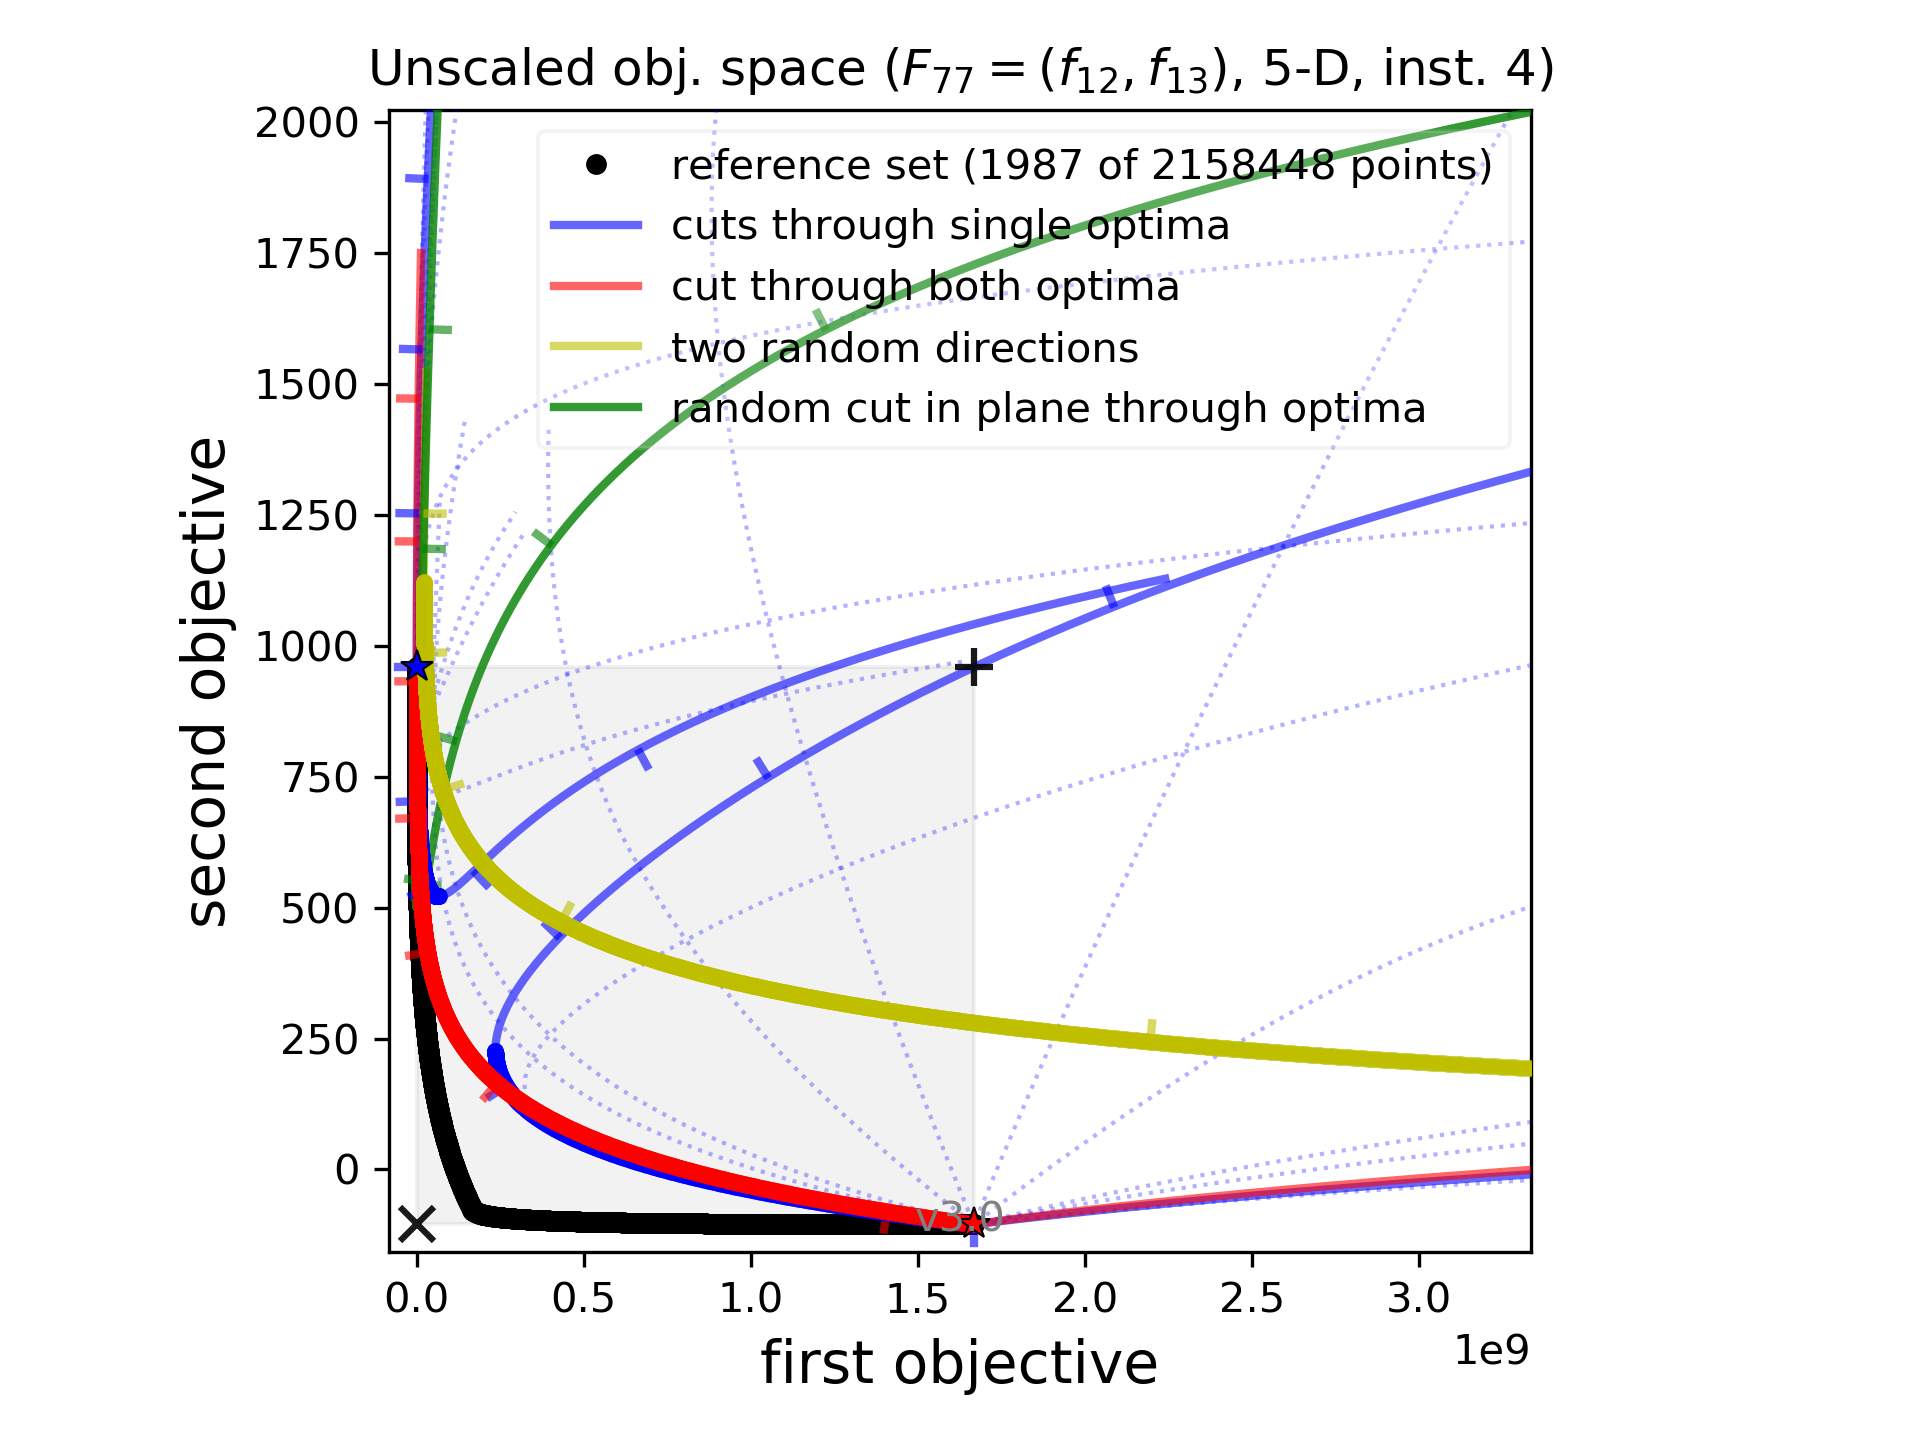 Unscaled obj. space (F77 = (f12, f13), 5-D, inst. 4)
2000
1750
1500
1250
1000
750
500
250
0
second objective
reference set (1987 of 2158448 points)
cuts through single optima
cut through both optima
two random directions
random cut in plane through optima
v3.0
0.0 0.5 1.0 1.5 2.0 2.5 3.0
1e9
first objective